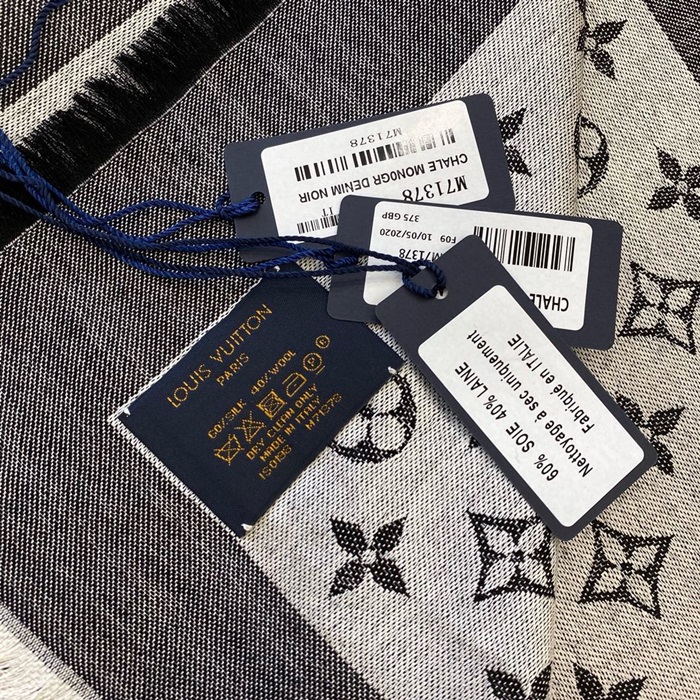 M71378
CHALE MONOGR DENIM NOIR
M71378
375 GBP
F09 10/05/2020
M71378
CHALE
60% SOIE 40% LAINE
Nettoyage à sec uniquement
Fabriqué en ITALIE
LOUIS VUITTON
PARIS
60%SILK 40%WOOL
DRY CLEAN ONLY
MADE IN ITALY
M71378